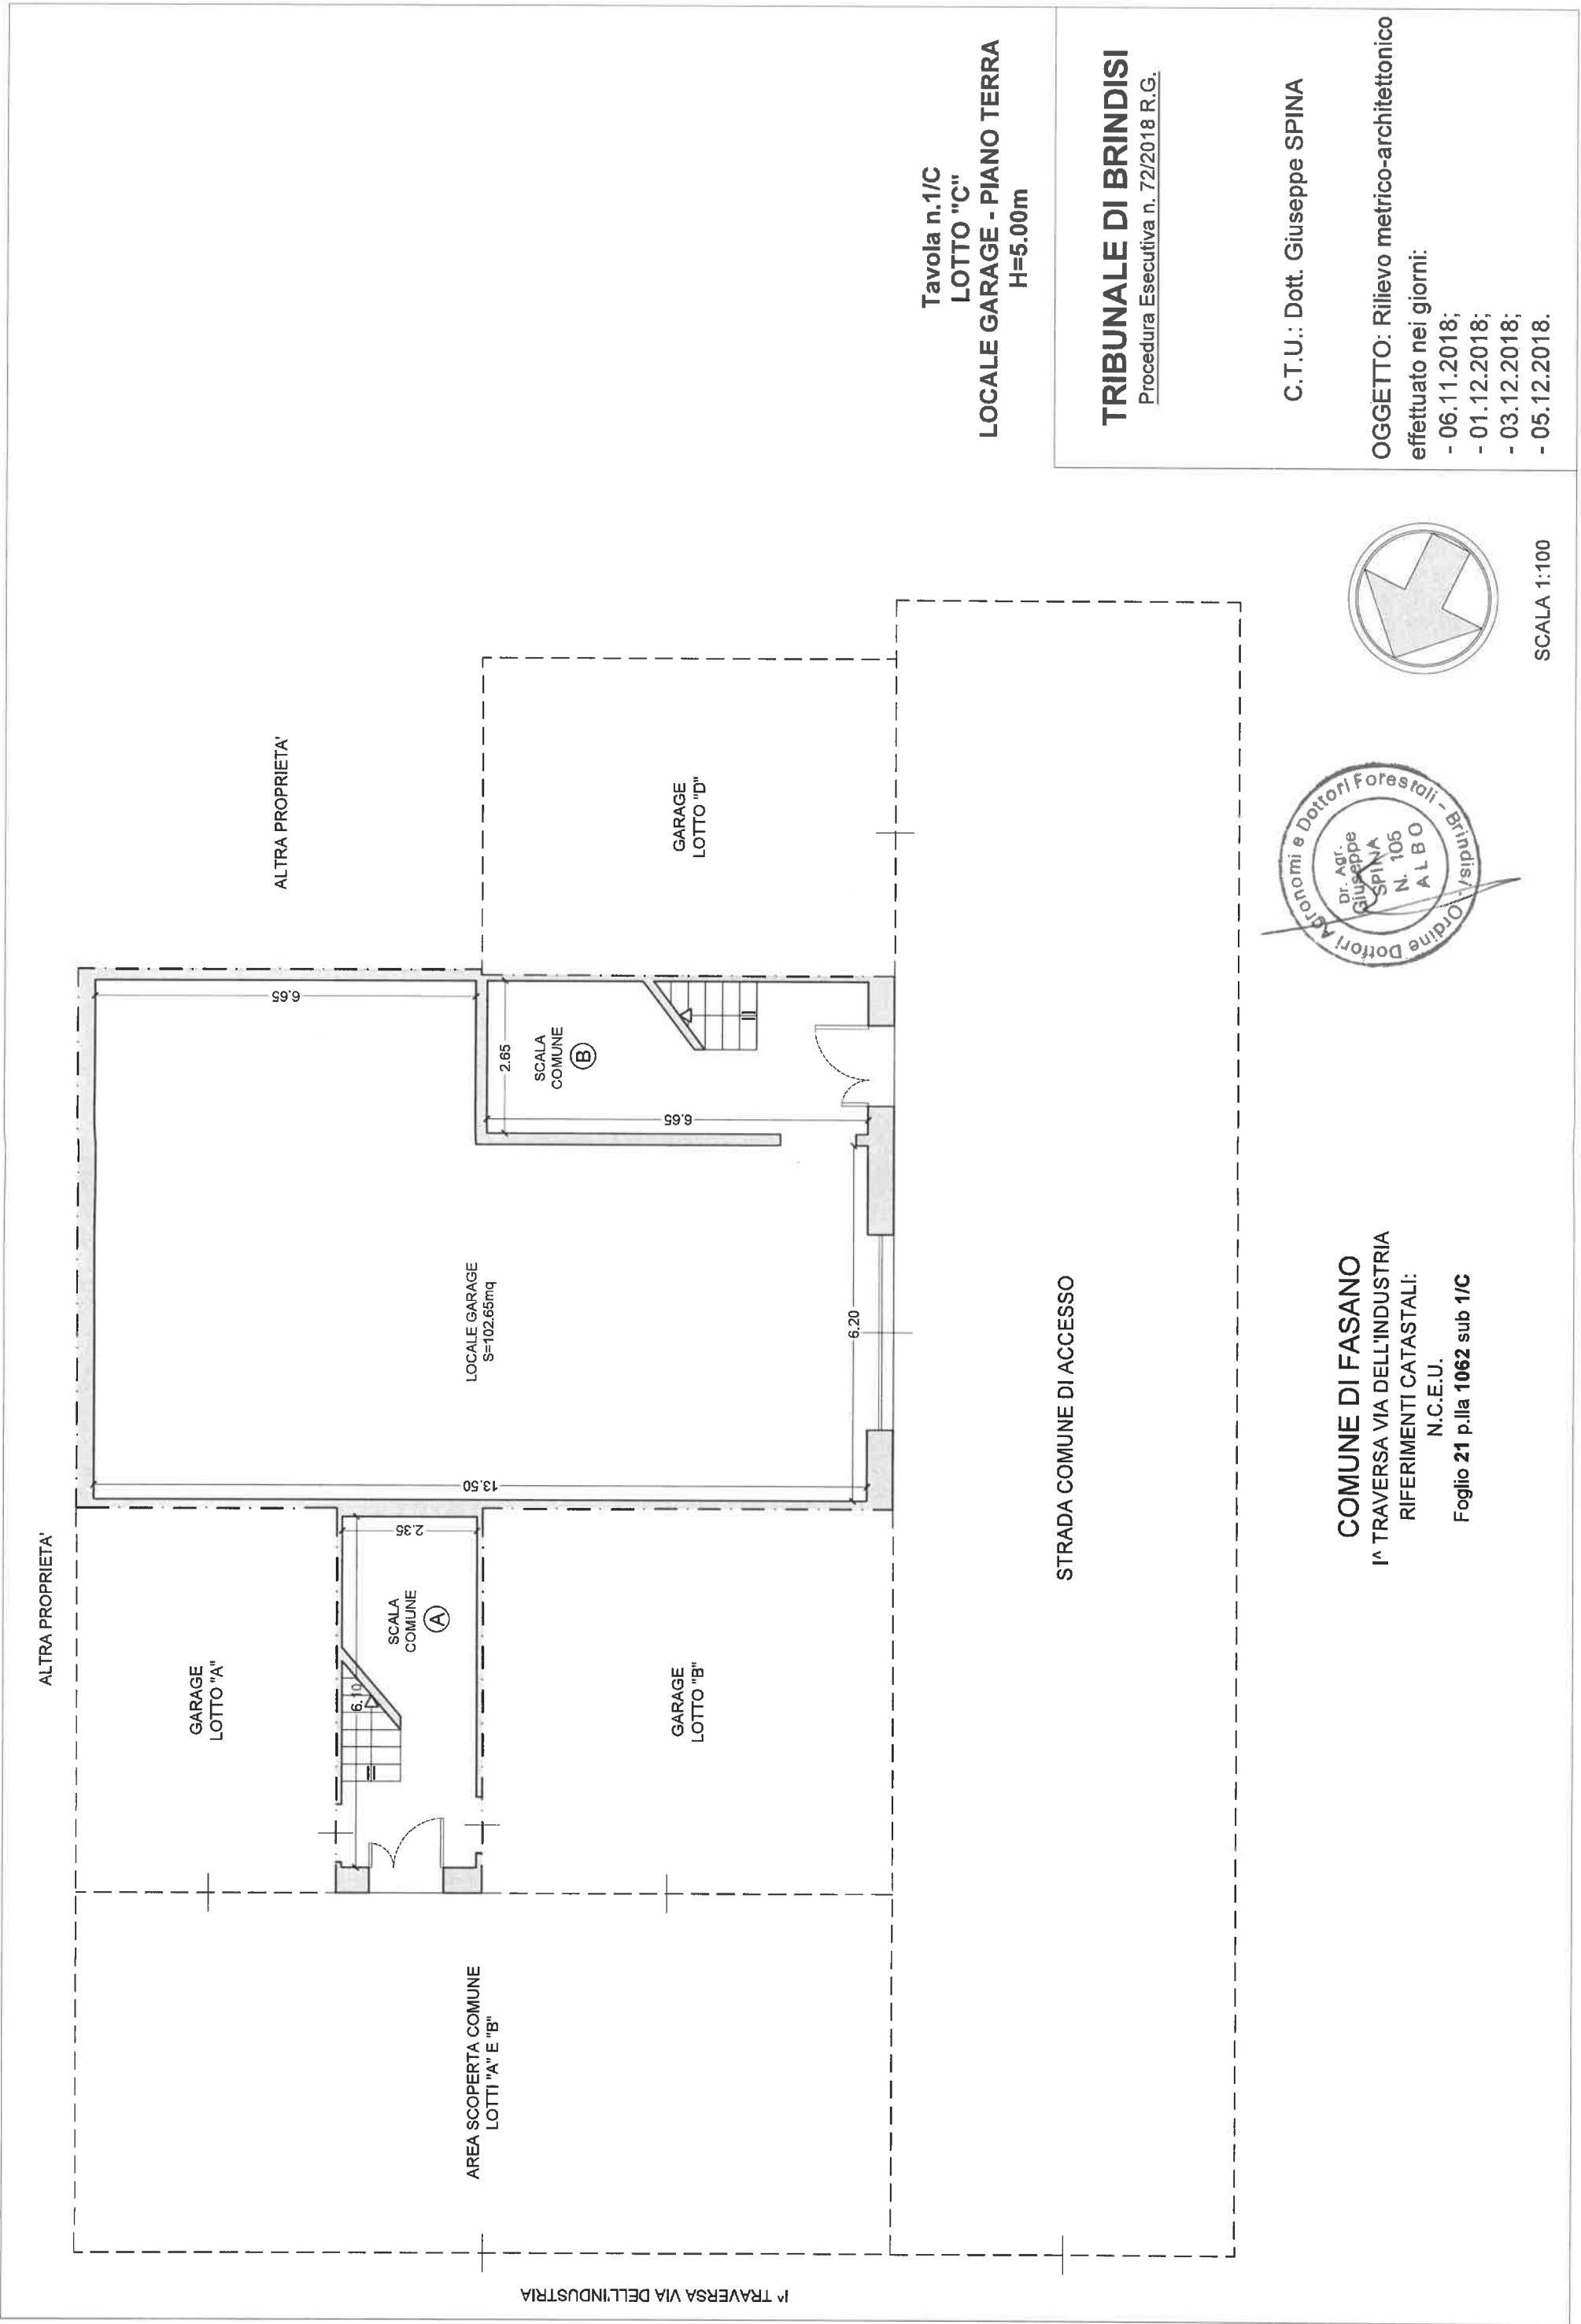 I^ TRAVERSA VIA DELL'INDUSTRIA
AREA SCOPERTA COMUNE
LOTTI "A" E "B"
ALTRA PROPRIETA'
GARAGE
LOTTO "A"
SCALA
COMUNE
A
6.10
2.35
GARAGE
LOTTO "B"
13.50
LOCALE GARAGE
S=102.65mq
6.20
6.65
2.65
SCALA
COMUNE
B
6.65
ALTRA PROPRIETA'
GARAGE
LOTTO "D"
STRADA COMUNE DI ACCESSO
Tavola n.1/C
LOTTO "C"
LOCALE GARAGE - PIANO TERRA
H=5.00m
COMUNE DI FASANO
I^ TRAVERSA VIA DELL'INDUSTRIA
RIFERIMENTI CATASTALI:
N.C.E.U.
Foglio 21 p.lla 1062 sub 1/C
Ordine Dottori Agronomi e Dottori Forestali - Brindisi -
Dr. Agr.
Giuseppe
SPINA
N. 105
ALBO
SCALA 1:100
TRIBUNALE DI BRINDISI
Procedura Esecutiva n. 72/2018 R.G.
C.T.U.: Dott. Giuseppe SPINA
OGGETTO: Rilievo metrico-architettonico
effettuato nei giorni:
- 06.11.2018;
- 01.12.2018;
- 03.12.2018;
- 05.12.2018.